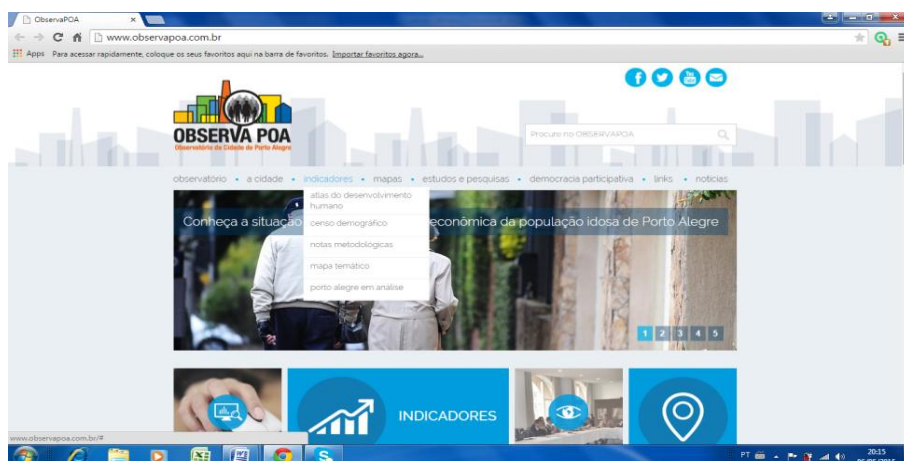 ObservaPOA
www.observapoa.com.br
Apps Para acessar rapidamente, coloque os seus favoritos aqui na barra de favoritos. Importar favoritos agora...
OBSERVA POA
Observatório da Cidade de Porto Alegre
Procure no OBSERVAPOA
observatório • a cidade • indicadores • mapas • estudos e pesquisas • democracia participativa • links • notícias
atlas do desenvolvimento
humano
Conheça a situação econômica da população idosa de Porto Alegre
censo demográfico
notas metodológicas
mapa temático
porto alegre em análise
1 2 3 4 5
INDICADORES
www.observapoa.com.br/#
PT 20:15